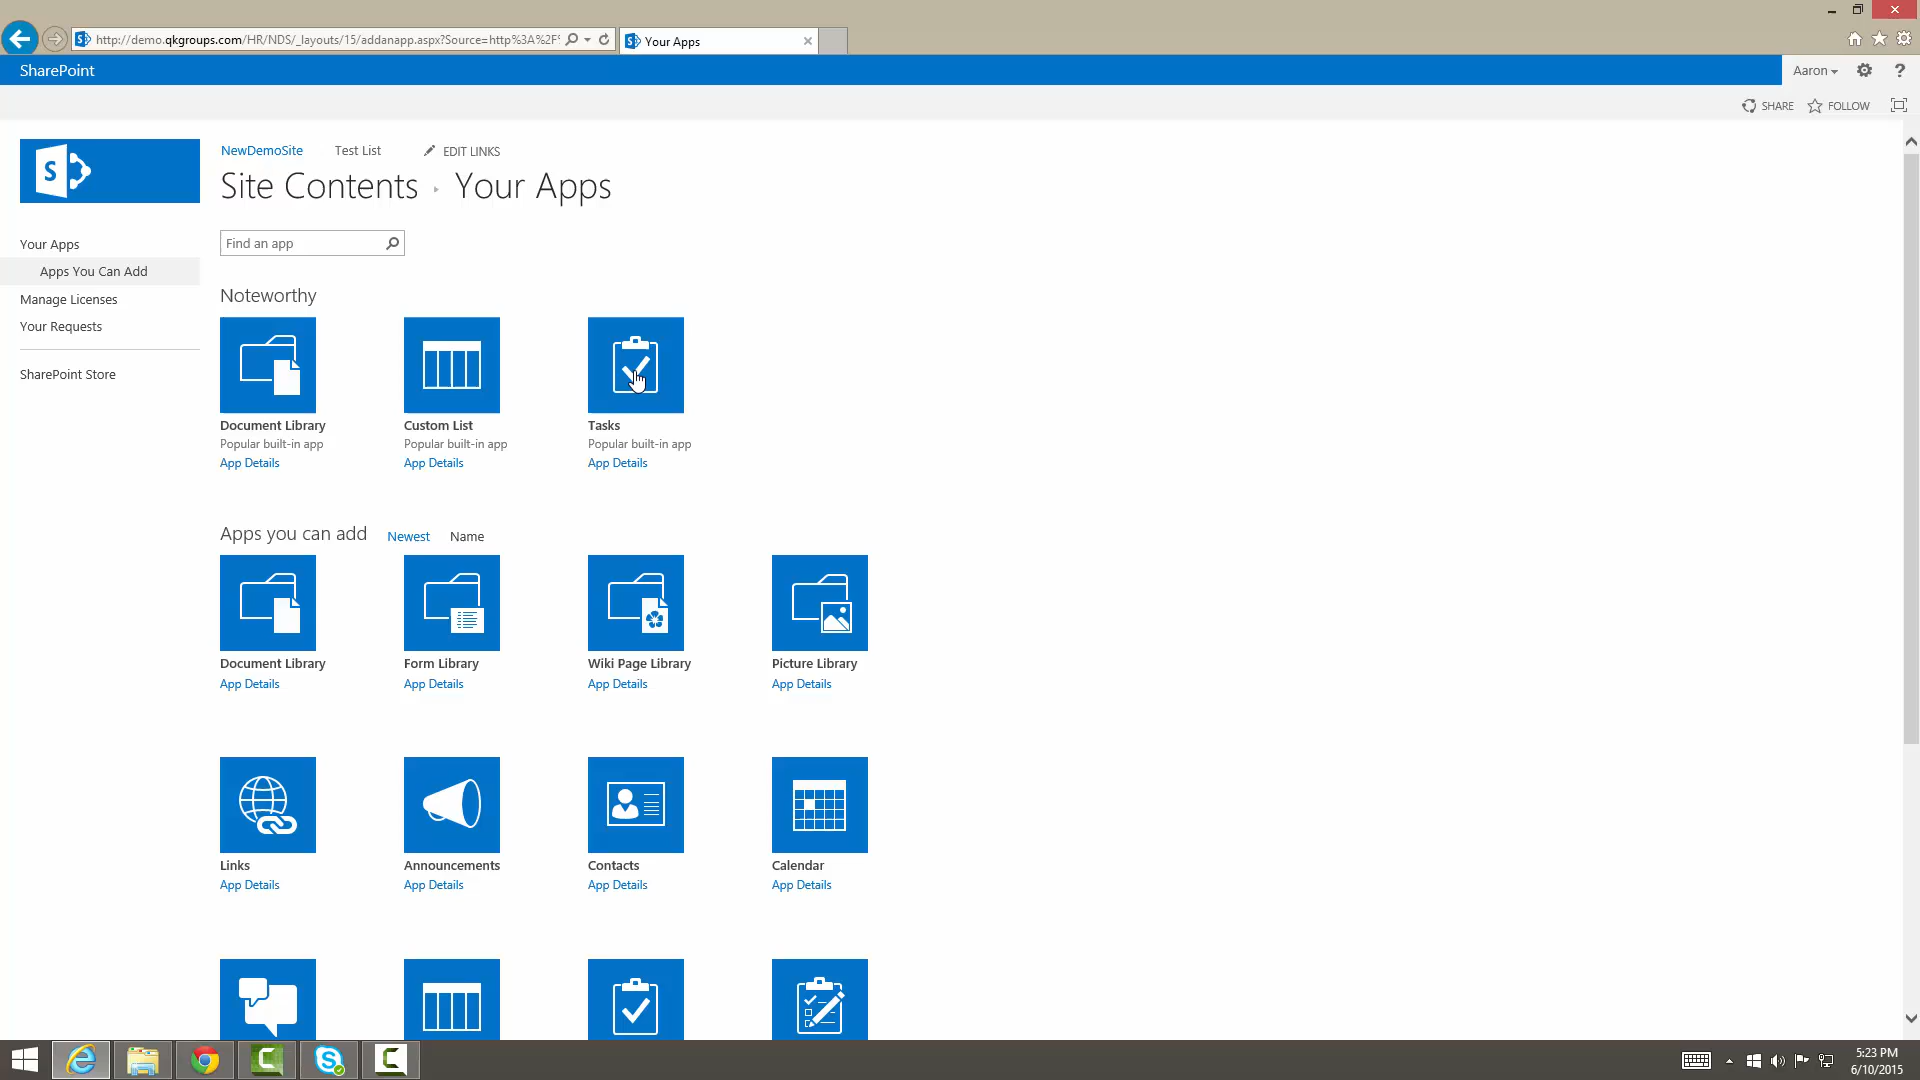 http://demo.qkgroups.com/HR/NDS/_layouts/15/addanapp.aspx?Source=http%3A%2F%
Your Apps
SharePoint
Aaron
SHARE
FOLLOW
NewDemoSite
Test List
EDIT LINKS
Site Contents
Your Apps
Find an app
Your Apps
Apps You Can Add
Manage Licenses
Your Requests
SharePoint Store
Noteworthy
Document Library
Popular built-in app
App Details
Custom List
Popular built-in app
App Details
Tasks
Popular built-in app
App Details
Apps you can add
Newest
Name
Document Library
App Details
Form Library
App Details
Wiki Page Library
App Details
Picture Library
App Details
Links
App Details
Announcements
App Details
Contacts
App Details
Calendar
App Details
5:23 PM
6/10/2015